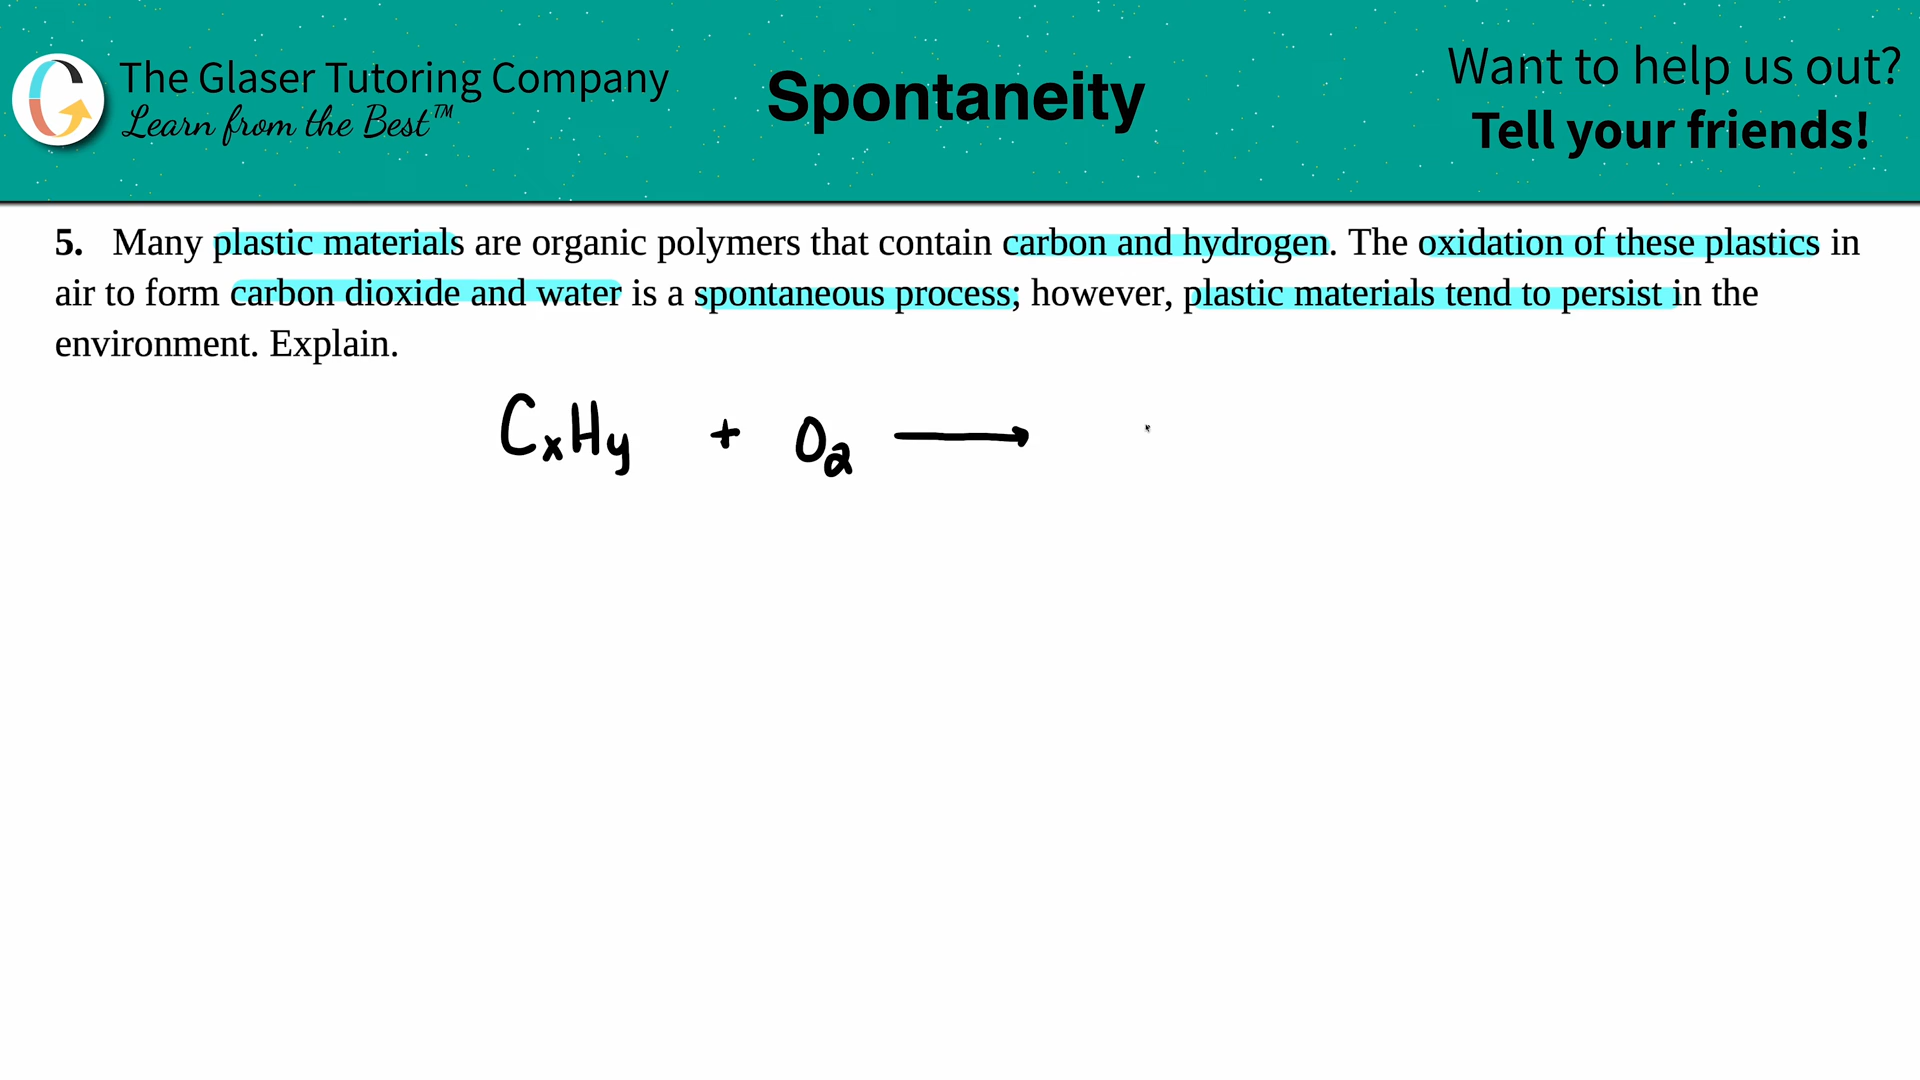 The Glaser Tutoring Company
Learn from the Best™
Spontaneity
Want to help us out?
Tell your friends!
5. Many plastic materials are organic polymers that contain carbon and hydrogen. The oxidation of these plastics in
air to form carbon dioxide and water is a spontaneous process; however, plastic materials tend to persist in the
environment. Explain.
CₓHy + O₂ ⟶